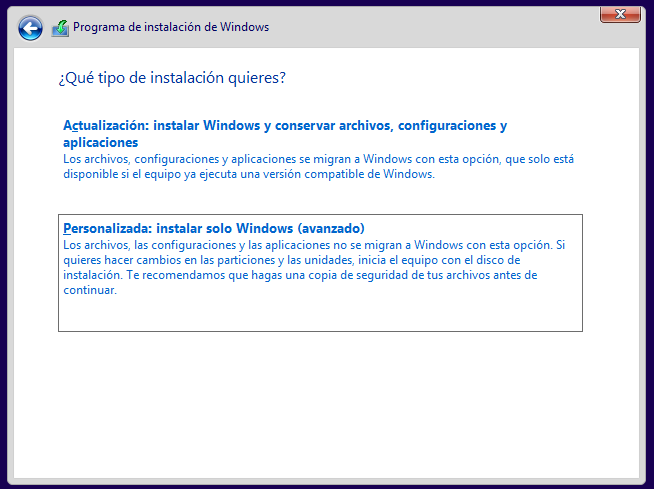 Programa de instalación de Windows
¿Qué tipo de instalación quieres?
Actualización: instalar Windows y conservar archivos, configuraciones y
aplicaciones
Los archivos, configuraciones y aplicaciones se migran a Windows con esta opción, que solo está
disponible si el equipo ya ejecuta una versión compatible de Windows.
Personalizada: instalar solo Windows (avanzado)
Los archivos, las configuraciones y las aplicaciones no se migran a Windows con esta opción. Si
quieres hacer cambios en las particiones y las unidades, inicia el equipo con el disco de
instalación. Te recomendamos que hagas una copia de seguridad de tus archivos antes de
continuar.